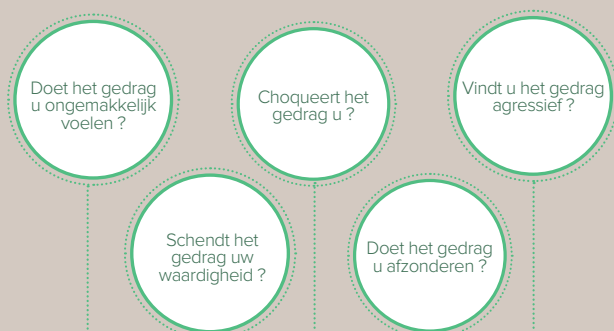 Doet het gedrag
u ongemakkelijk
voelen ?
Choqueert het
gedrag u ?
Vindt u het gedrag
agressief ?
Schendt het
gedrag uw
waardigheid ?
Doet het gedrag
u afzonderen ?